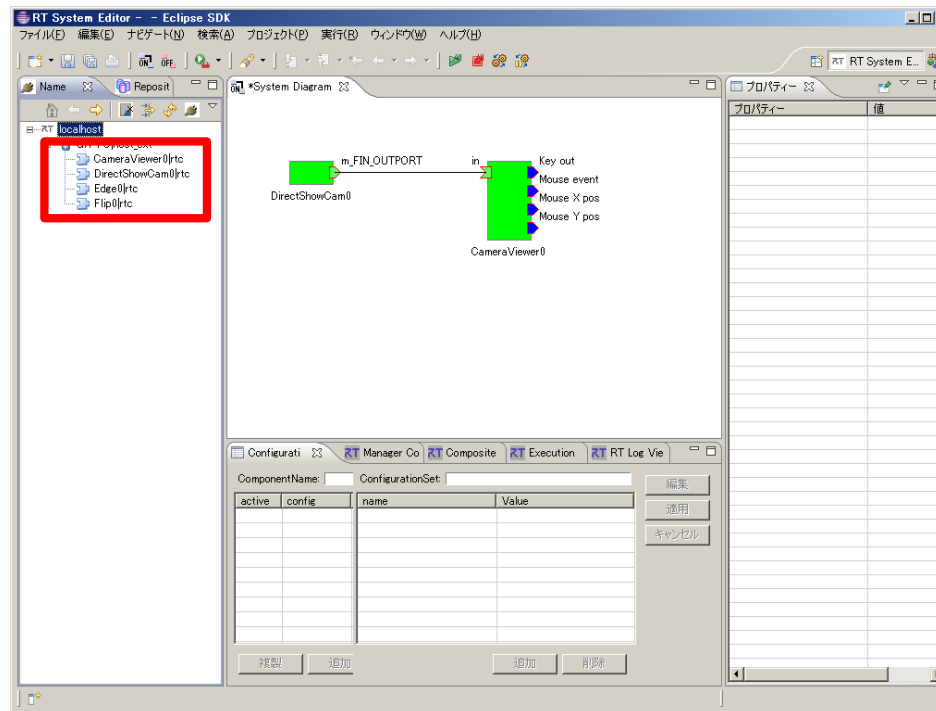 RT System Editor - - Eclipse SDK
ファイル(F) 編集(E) ナビゲート(N) 検索(A) プロジェクト(P) 実行(R) ウィンドウ(W) ヘルプ(H)
RT System E...
Name
Reposit
localhost
CameraViewer0|rtc
DirectShowCam0|rtc
Edge0|rtc
Flip0|rtc
*System Diagram
m_FIN_OUTPORT
in
Key out
Mouse event
Mouse X pos
Mouse Y pos
DirectShowCam0
CameraViewer0
Configurati
Manager Co
Composite
Execution
RT Log Vie
ComponentName:
ConfigurationSet:
active
config
name
Value
編集
適用
キャンセル
複製
追加
追加
削除
プロパティー
プロパティー
値